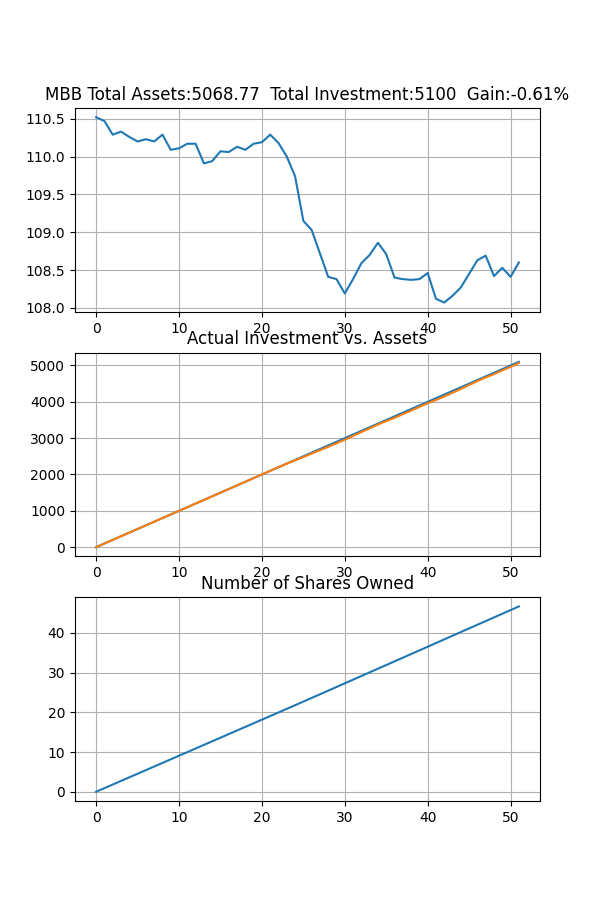 MBB Total Assets:5068.77  Total Investment:5100  Gain:-0.61%
110.5
110.0
109.5
109.0
108.5
108.0
0 10 20 30 40 50
Actual Investment vs. Assets
5000
4000
3000
2000
1000
0
0 10 20 30 40 50
Number of Shares Owned
40
30
20
10
0
0 10 20 30 40 50